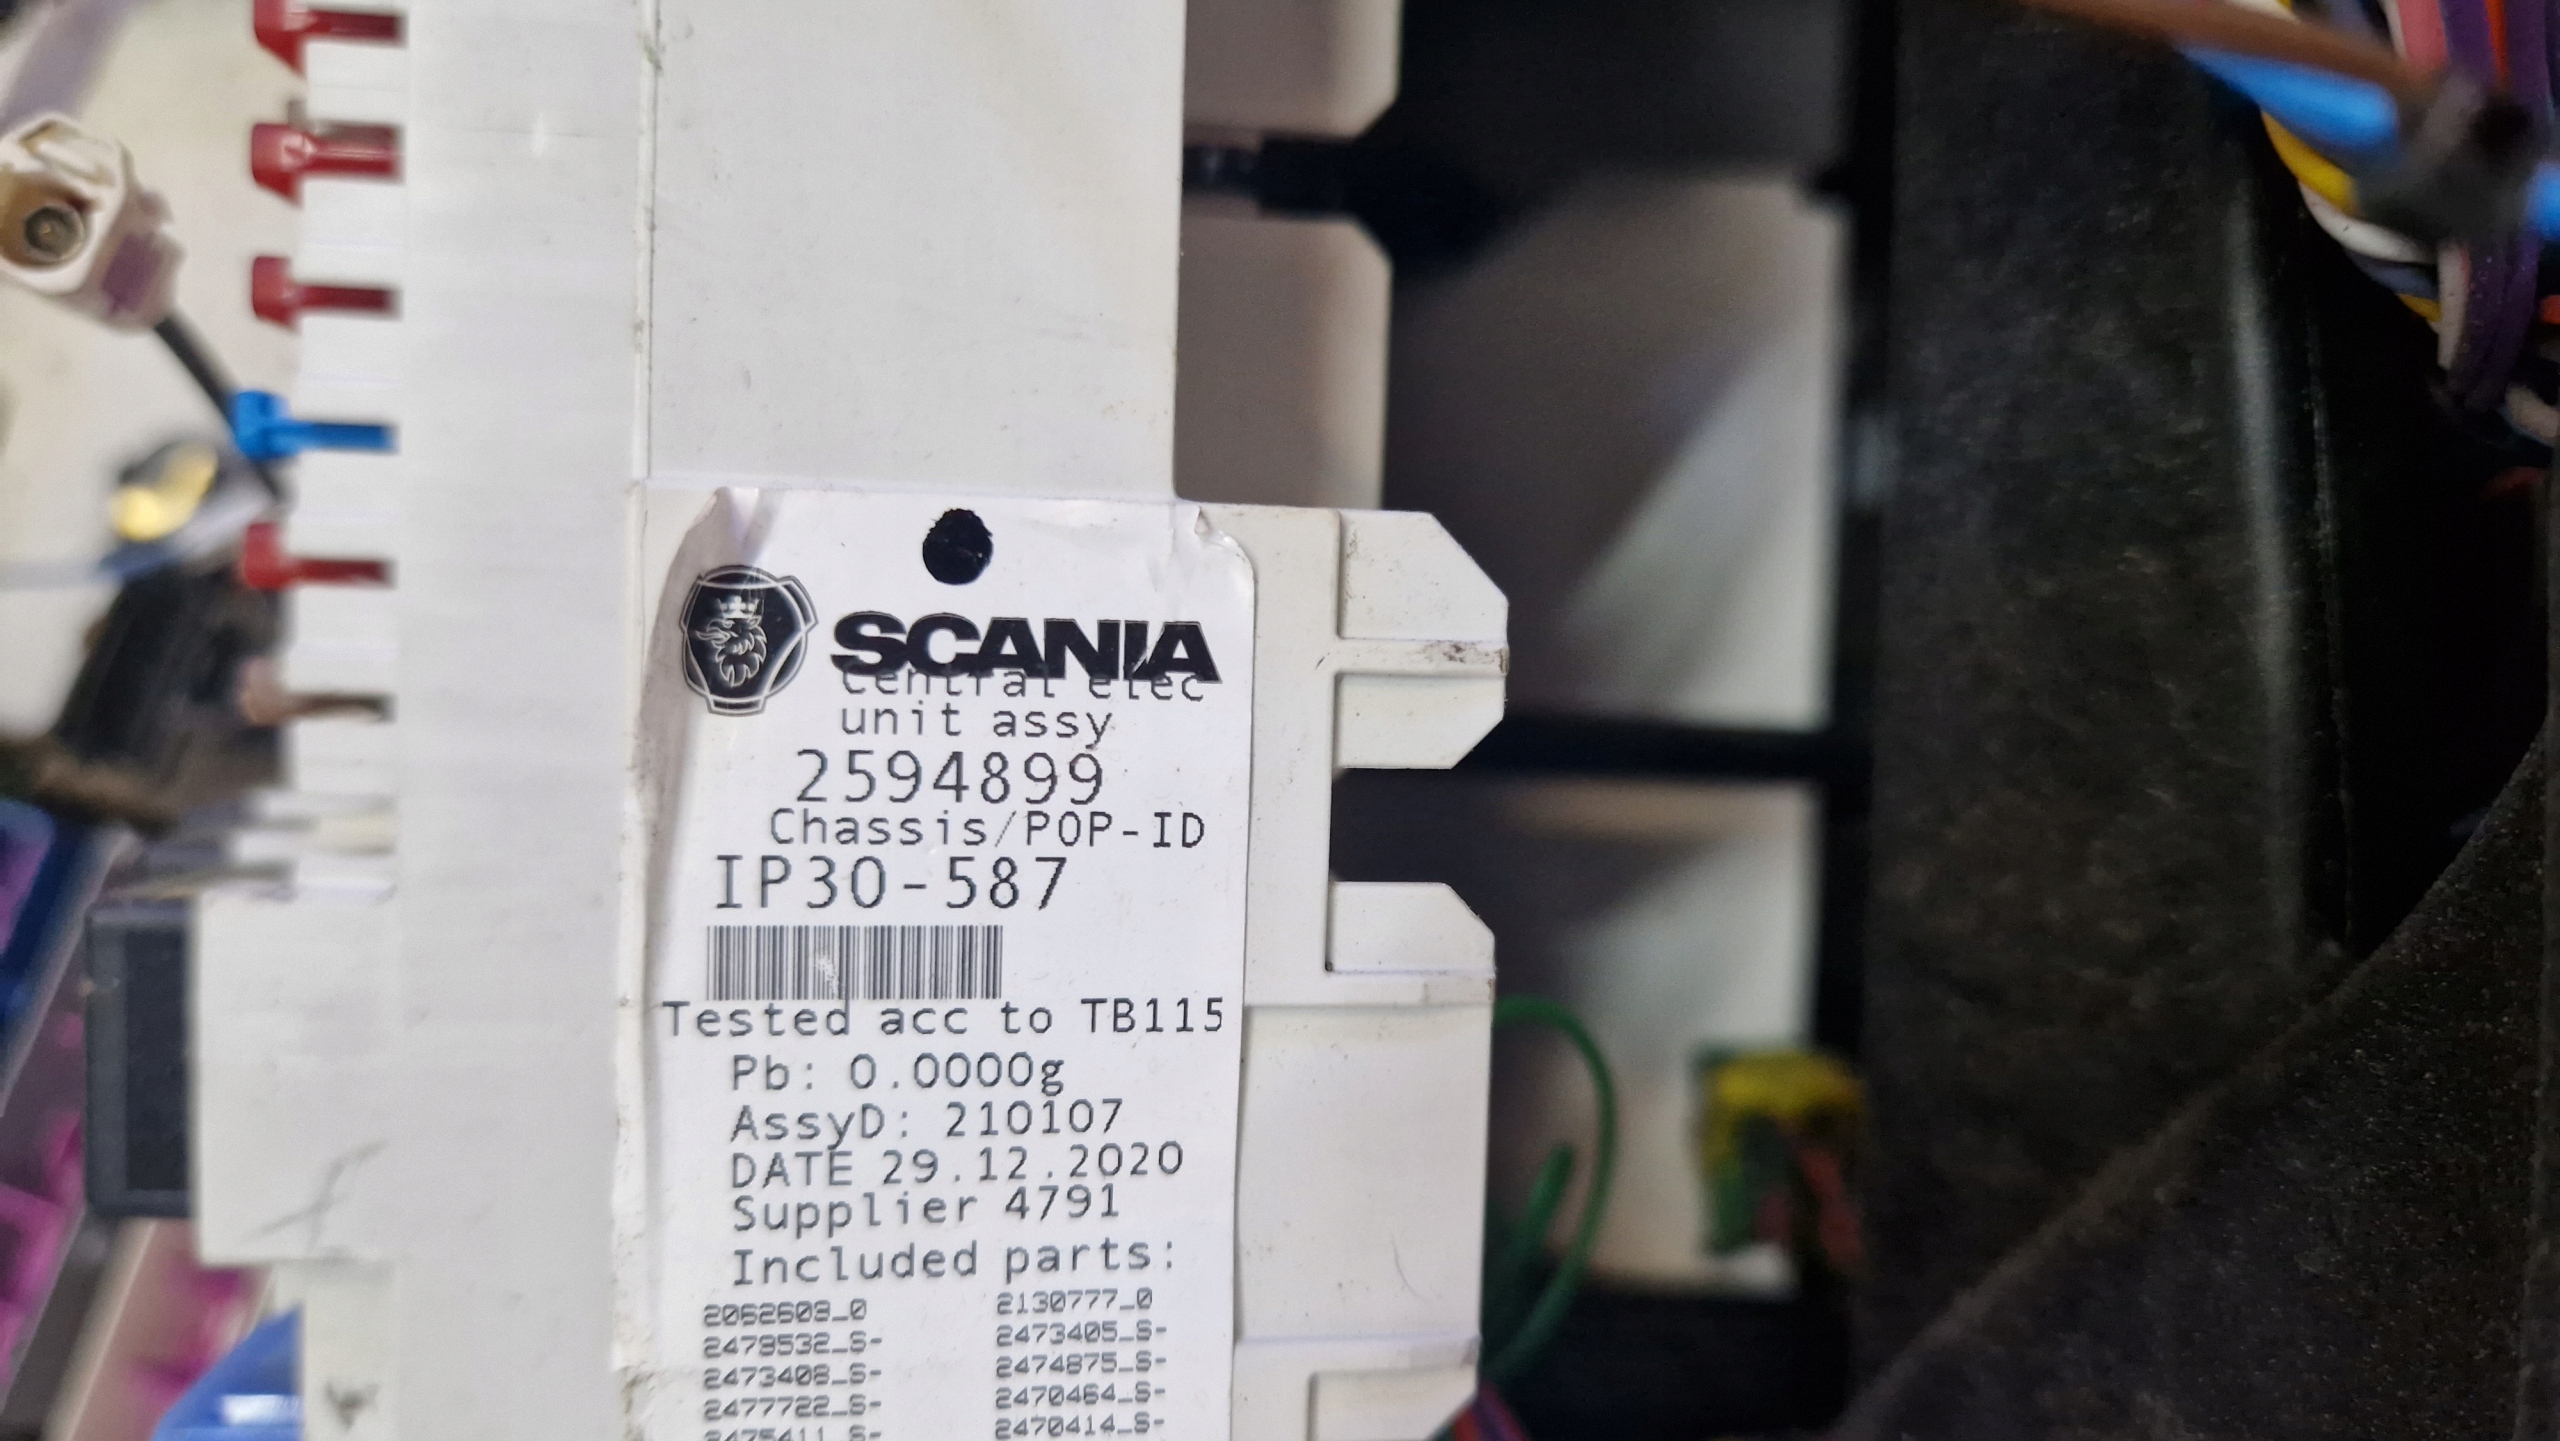 SCANIA
Central elec
unit assy
2594899
Chassis/POP-ID
IP30-587
Tested acc to TB115
Pb: 0.0000g
AssyD: 210107
DATE 29.12.2020
Supplier 4791
Included parts:
2062609_0 2130777_0
2479532_S- 2473405_S-
2473408_S- 2474875_S-
2477722_S- 2470464_S-
2475411_S- 2470414_S-